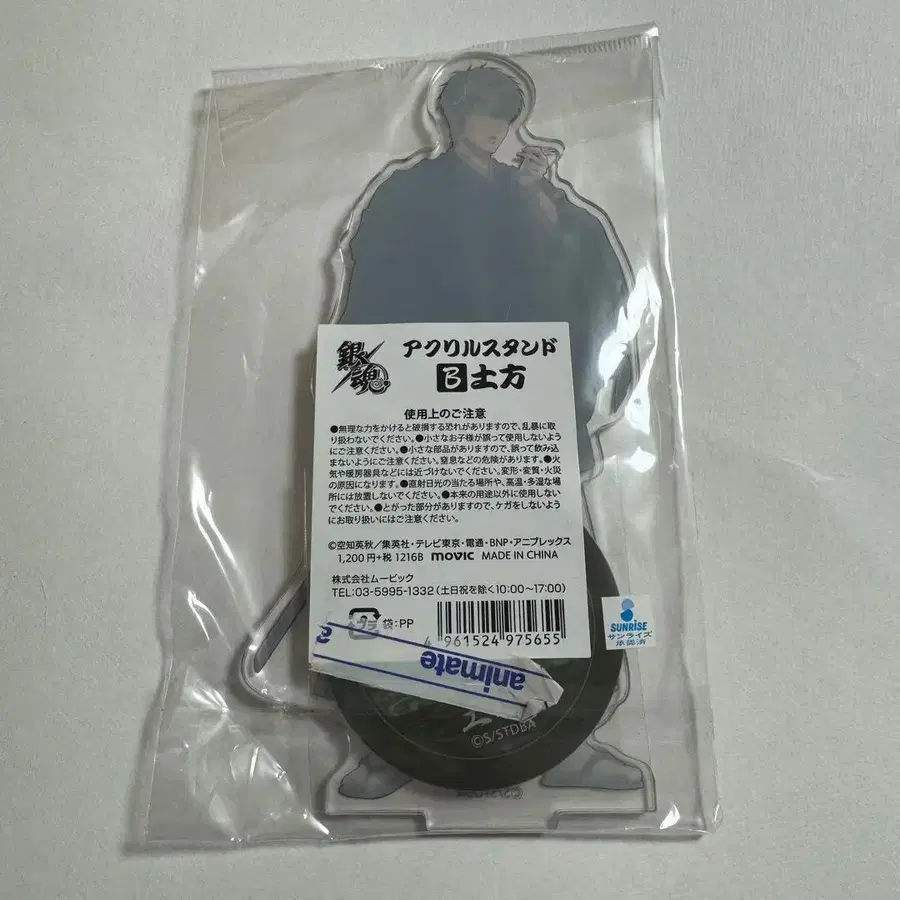 銀魂
アクリルスタンド
B 土方
使用上のご注意
●無理な力をかけると破損する恐れがありますので、乱暴に取
り扱わないでください。●小さなお子様が誤って使用しないよう
にご注意ください。●小さな部品がありますので、誤って飲み込
まないようにご注意ください。窒息などの危険があります。●火
気や暖房器具などには近づけないでください。変形・変質・火災
の原因になります。●直射日光の当たる場所や、高温・多湿な場
所には放置しないでください。●本来の用途以外に使用しない
でください。●とがった部分がありますので、ケガをしないよう
にお取り扱いにはご注意ください。
©空知英秋/集英社・テレビ東京・電通・BNP・アニプレックス
1,200円+税 1216B movic MADE IN CHINA
株式会社ムービック
TEL:03-5995-1332(土日祝を除く10:00〜17:00)
プラ 袋:PP
4 961524 975655
animate
SUNRISE
サンライズ
承認済
©S/STDBA